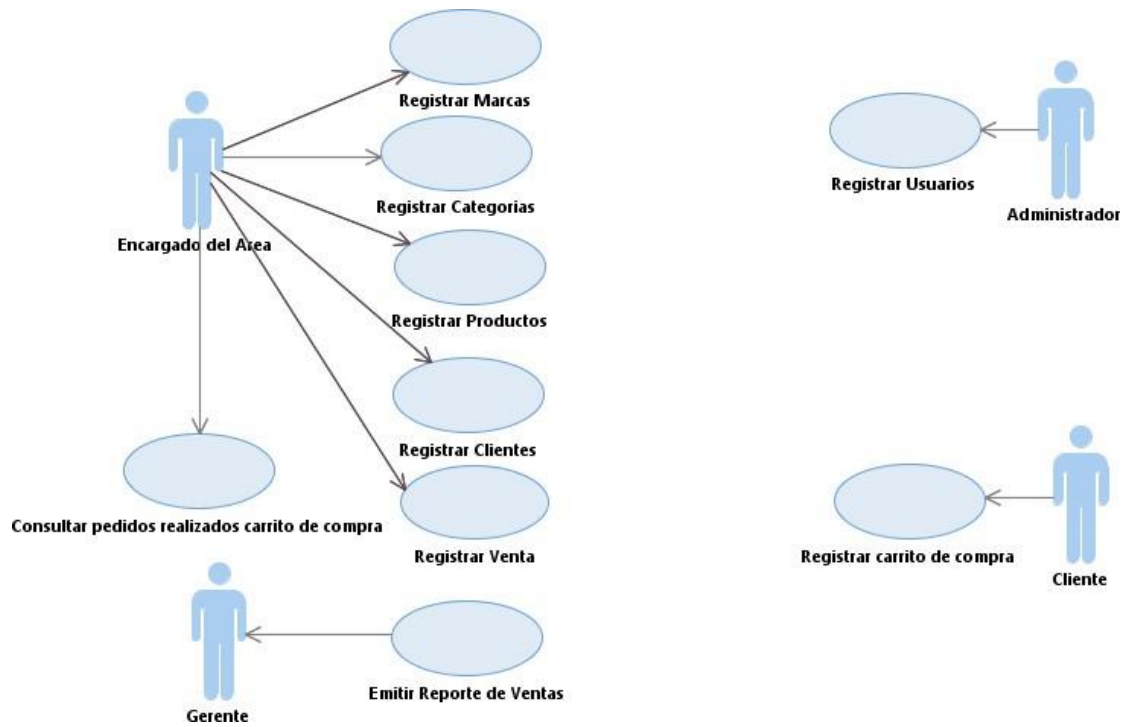 Registrar Marcas
Registrar Categorias
Registrar Usuarios
Administrador
Encargado del Area
Registrar Productos
Registrar Clientes
Consultar pedidos realizados carrito de compra
Registrar Venta
Registrar carrito de compra
Cliente
Emitir Reporte de Ventas
Gerente